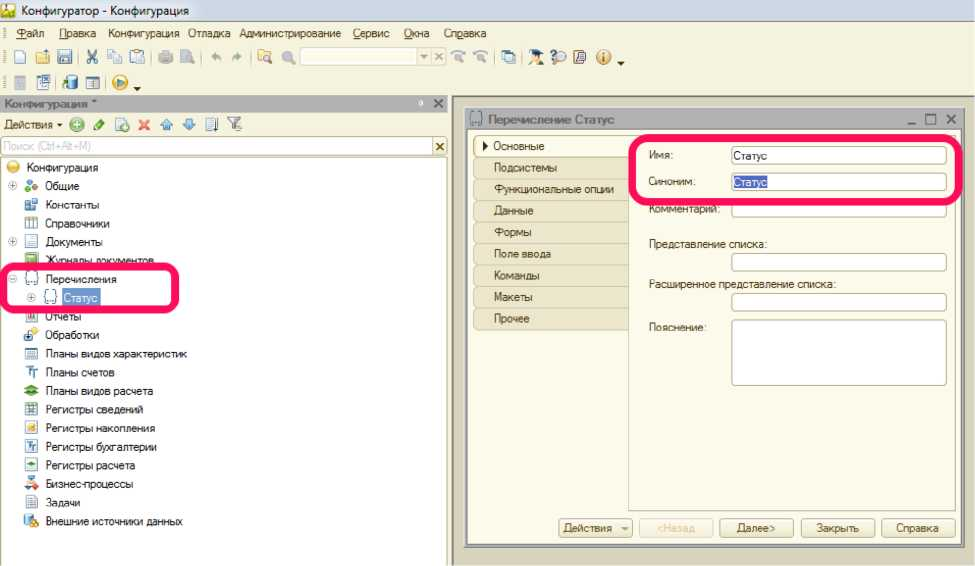 Конфигуратор - Конфигурация
Файл Правка Конфигурация Отладка Администрирование Сервис Окна Справка
Конфигурация *
Действия
Поиск (Ctrl+Alt+M)
Конфигурация
Общие
Константы
Справочники
Документы
Журналы документов
Перечисления
Статус
Отчеты
Обработки
Планы видов характеристик
Планы счетов
Планы видов расчета
Регистры сведений
Регистры накопления
Регистры бухгалтерии
Регистры расчета
Бизнес-процессы
Задачи
Внешние источники данных
Перечисление Статус
Основные
Подсистемы
Функциональные опции
Данные
Формы
Поле ввода
Команды
Макеты
Прочее
Имя: Статус
Синоним: Статус
Комментарий:
Представление списка:
Расширенное представление списка:
Пояснение:
Действия <Назад Далее> Закрыть Справка